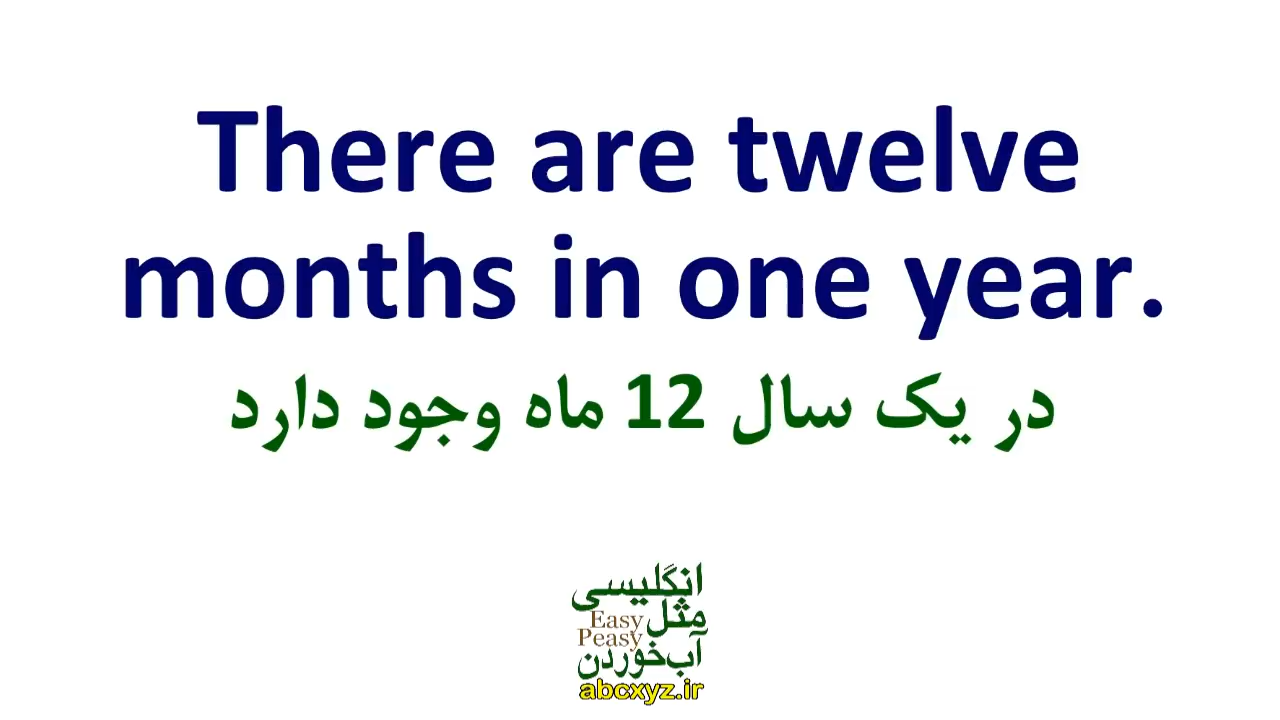 There are twelve
months in one year.
در یک سال 12 ماه وجود دارد
انگلیسی
مثل
Easy
Peasy
آب‌خوردن
abcxyz.ir